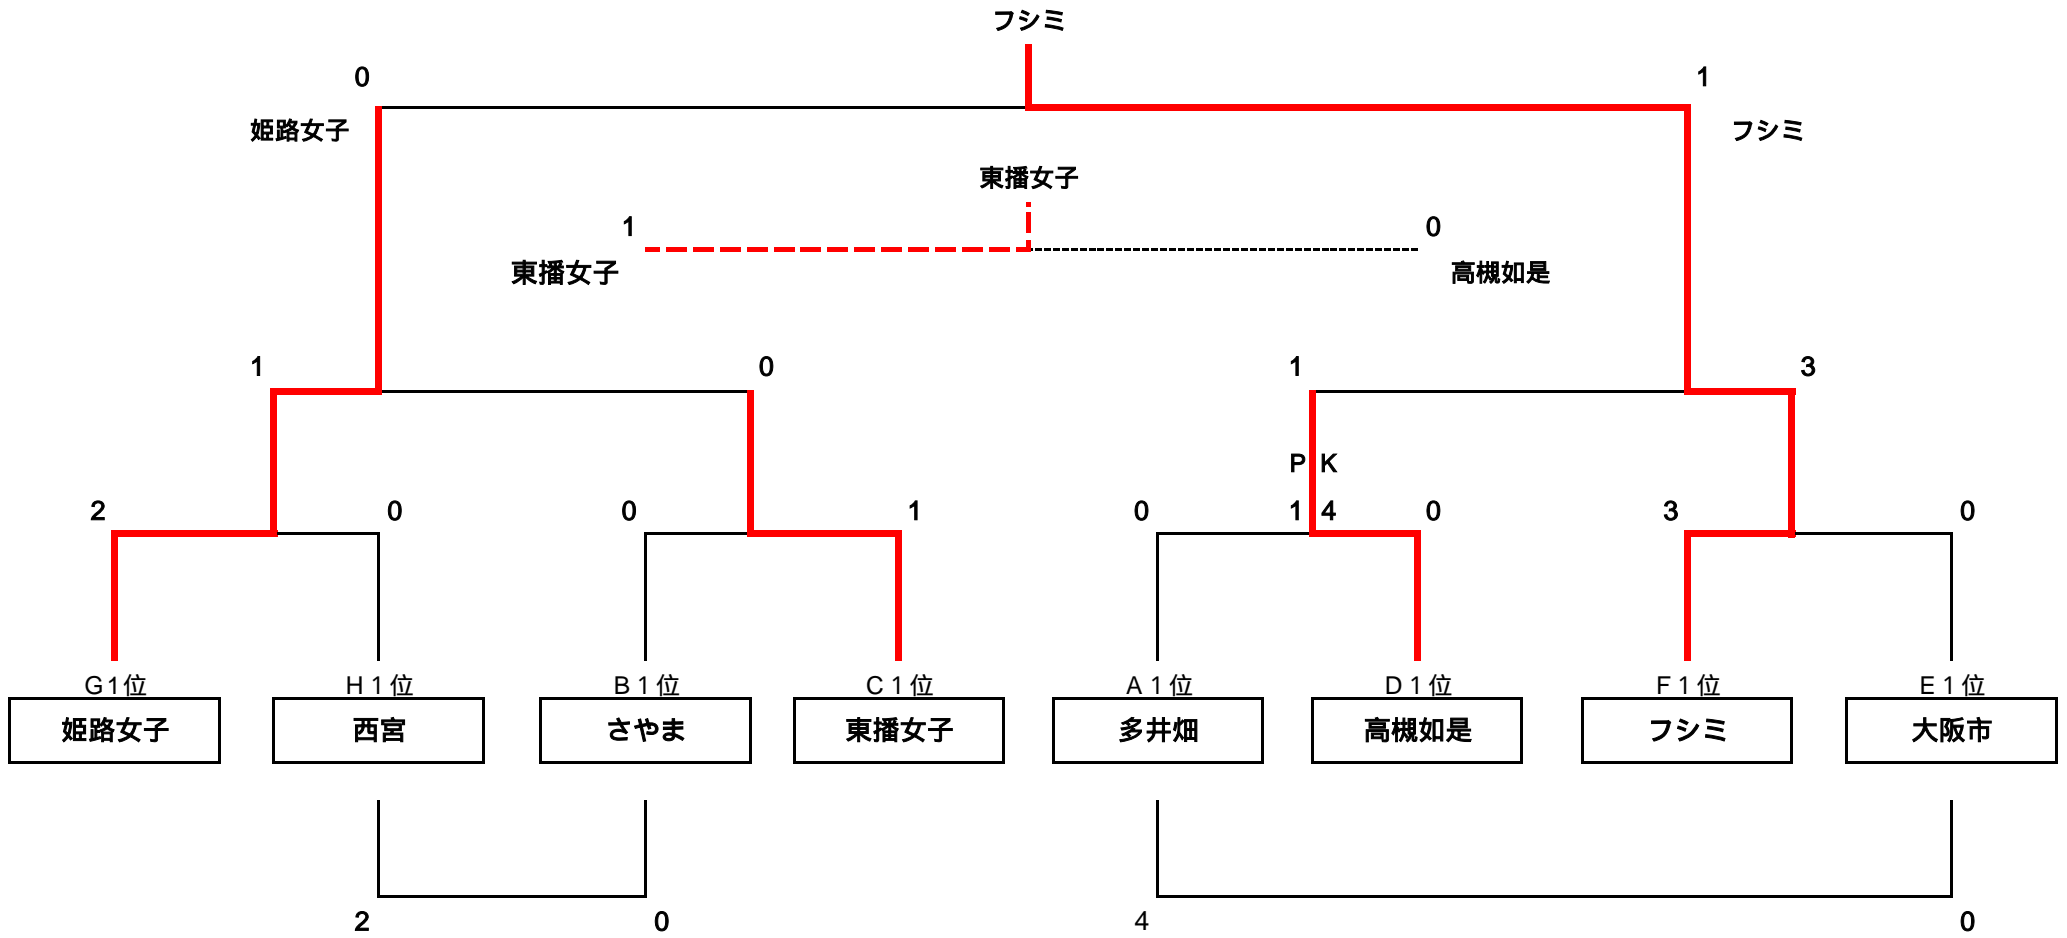 フシミ
0 1
姫路女子 フシミ
東播女子
1 0
東播女子 高槻如是
1 0 1 3
P K
2 0 0 1 0 1 4 0 3 0
G1位 H１位 B１位 C１位 A１位 D１位 F１位 E１位
姫路女子 西宮 さやま 東播女子 多井畑 高槻如是 フシミ 大阪市
2 0 4 0